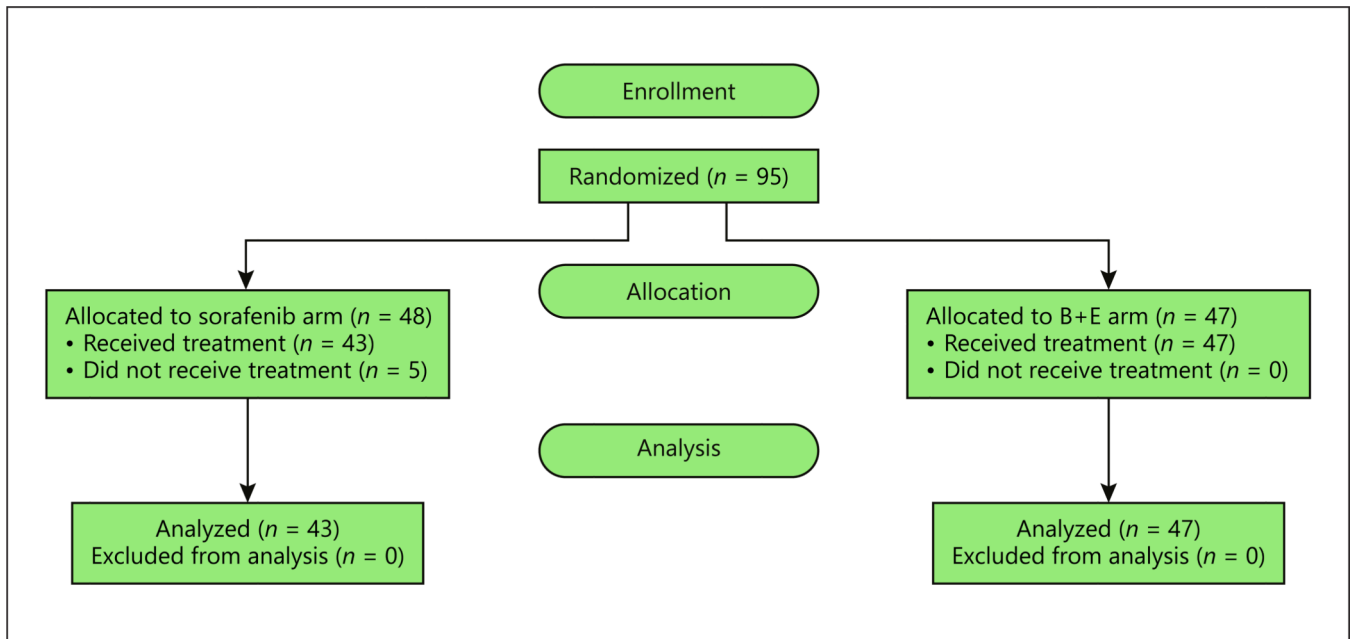 Enrollment
Randomized (n = 95)
Allocation
Allocated to sorafenib arm (n = 48)
• Received treatment (n = 43)
• Did not receive treatment (n = 5)
Allocated to B+E arm (n = 47)
• Received treatment (n = 47)
• Did not receive treatment (n = 0)
Analysis
Analyzed (n = 43)
Excluded from analysis (n = 0)
Analyzed (n = 47)
Excluded from analysis (n = 0)